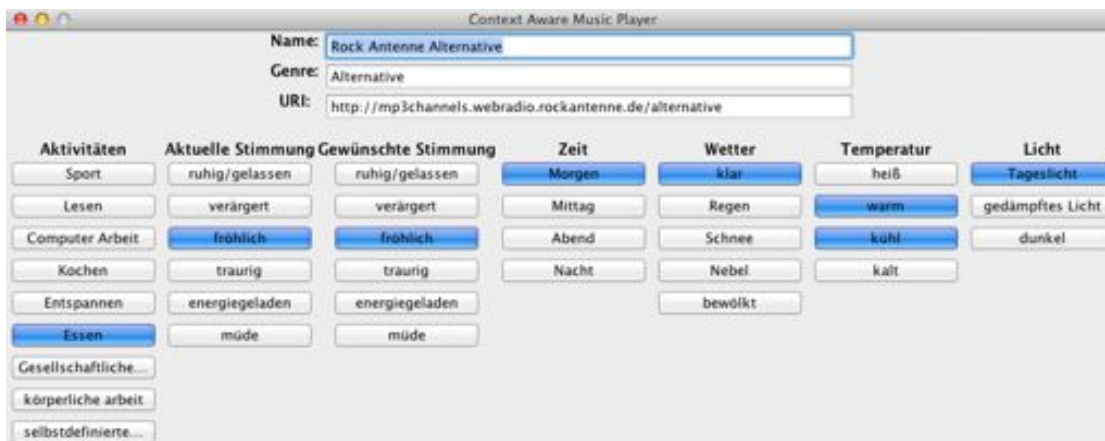 Context Aware Music Player
Name: Rock Antenne Alternative
Genre: Alternative
URI: http://mp3channels.webradio.rockantenne.de/alternative
Aktivitäten Aktuelle Stimmung Gewünschte Stimmung Zeit Wetter Temperatur Licht
Sport ruhig/gelassen ruhig/gelassen Morgen klar heiß Tageslicht
Lesen verärgert verärgert Mittag Regen warm gedämpftes Licht
Computer Arbeit fröhlich fröhlich Abend Schnee kühl dunkel
Kochen traurig traurig Nacht Nebel kalt
Entspannen energiegeladen energiegeladen bewölkt
Essen müde müde
Gesellschaftliche...
körperliche arbeit
selbstdefinierte...